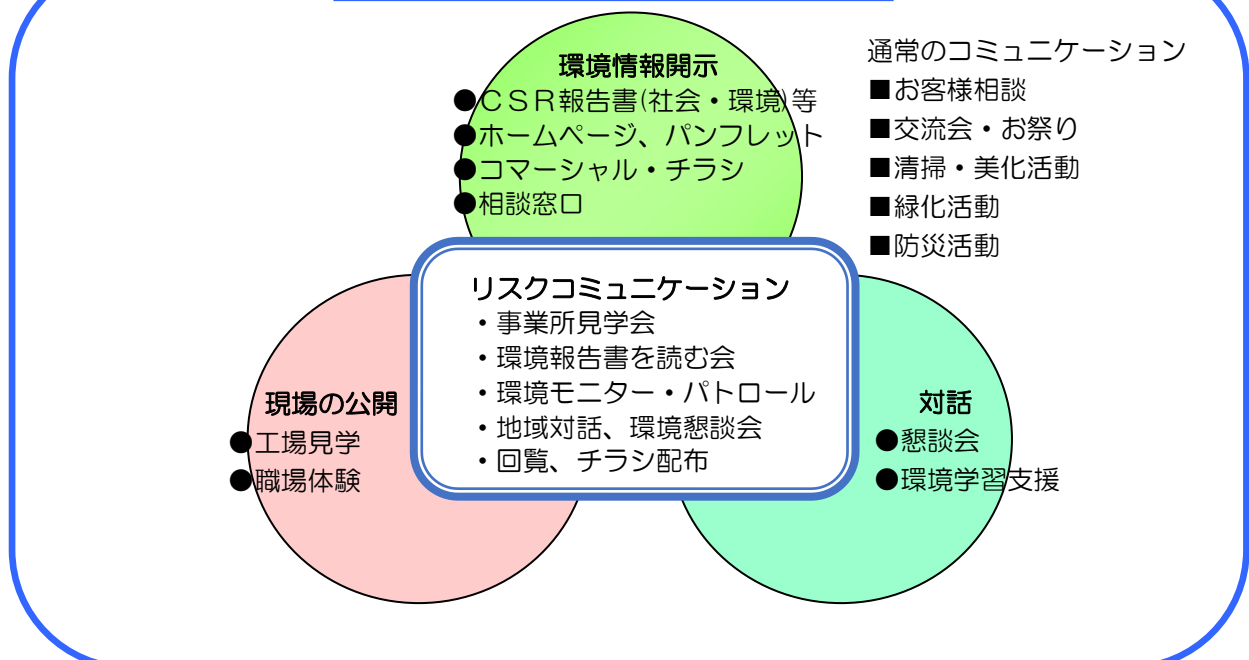 環境情報開示
●ＣＳＲ報告書(社会・環境)等
●ホームページ、パンフレット
●コマーシャル・チラシ
●相談窓口
通常のコミュニケーション
■お客様相談
■交流会・お祭り
■清掃・美化活動
■緑化活動
■防災活動
リスクコミュニケーション
・事業所見学会
・環境報告書を読む会
・環境モニター・パトロール
・地域対話、環境懇談会
・回覧、チラシ配布
現場の公開
●工場見学
●職場体験
対話
●懇談会
●環境学習支援